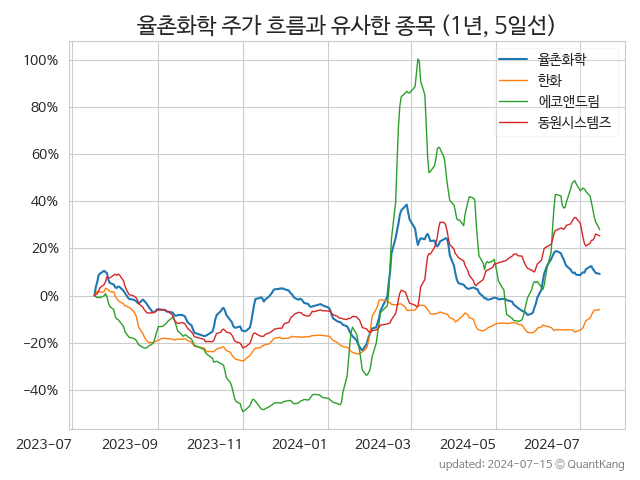 율촌화학 주가 흐름과 유사한 종목 (1년, 5일선)
100%
80%
60%
40%
20%
0%
−20%
−40%
율촌화학
한화
에코앤드림
동원시스템즈
2023-07
2023-09
2023-11
2024-01
2024-03
2024-05
2024-07
updated: 2024-07-15 © QuantKang